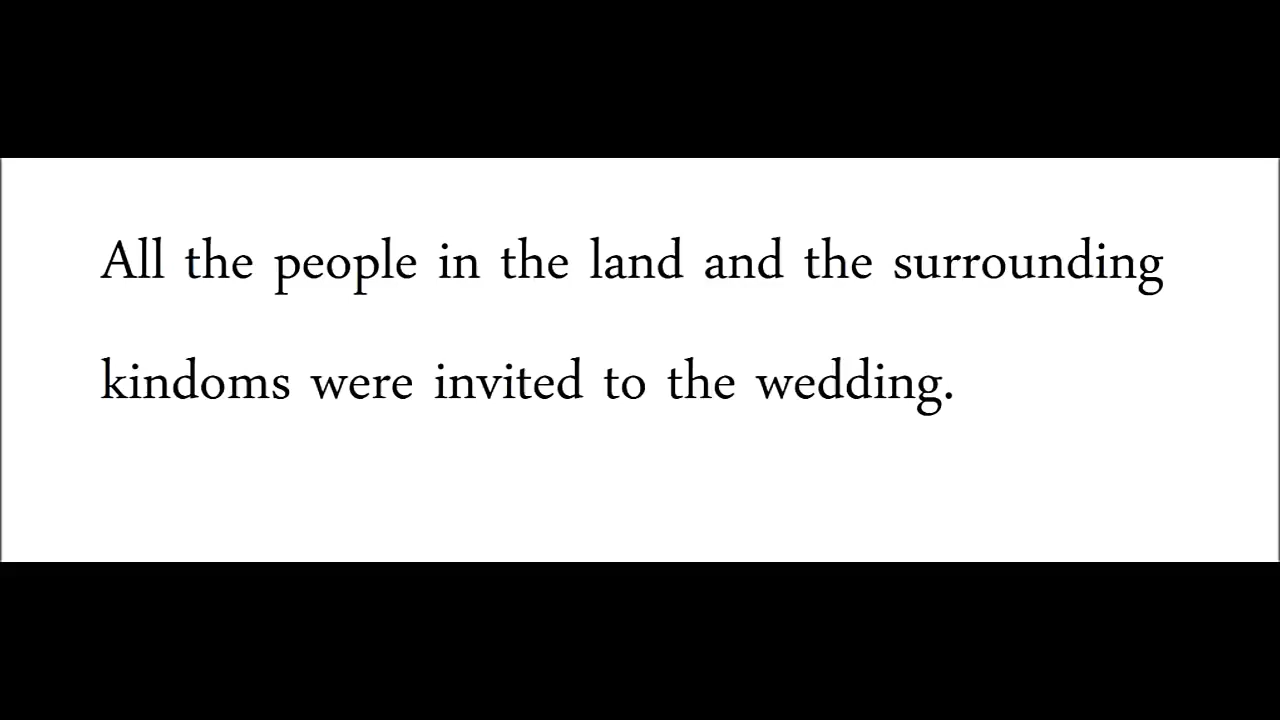 All the people in the land and the surrounding
kindoms were invited to the wedding.